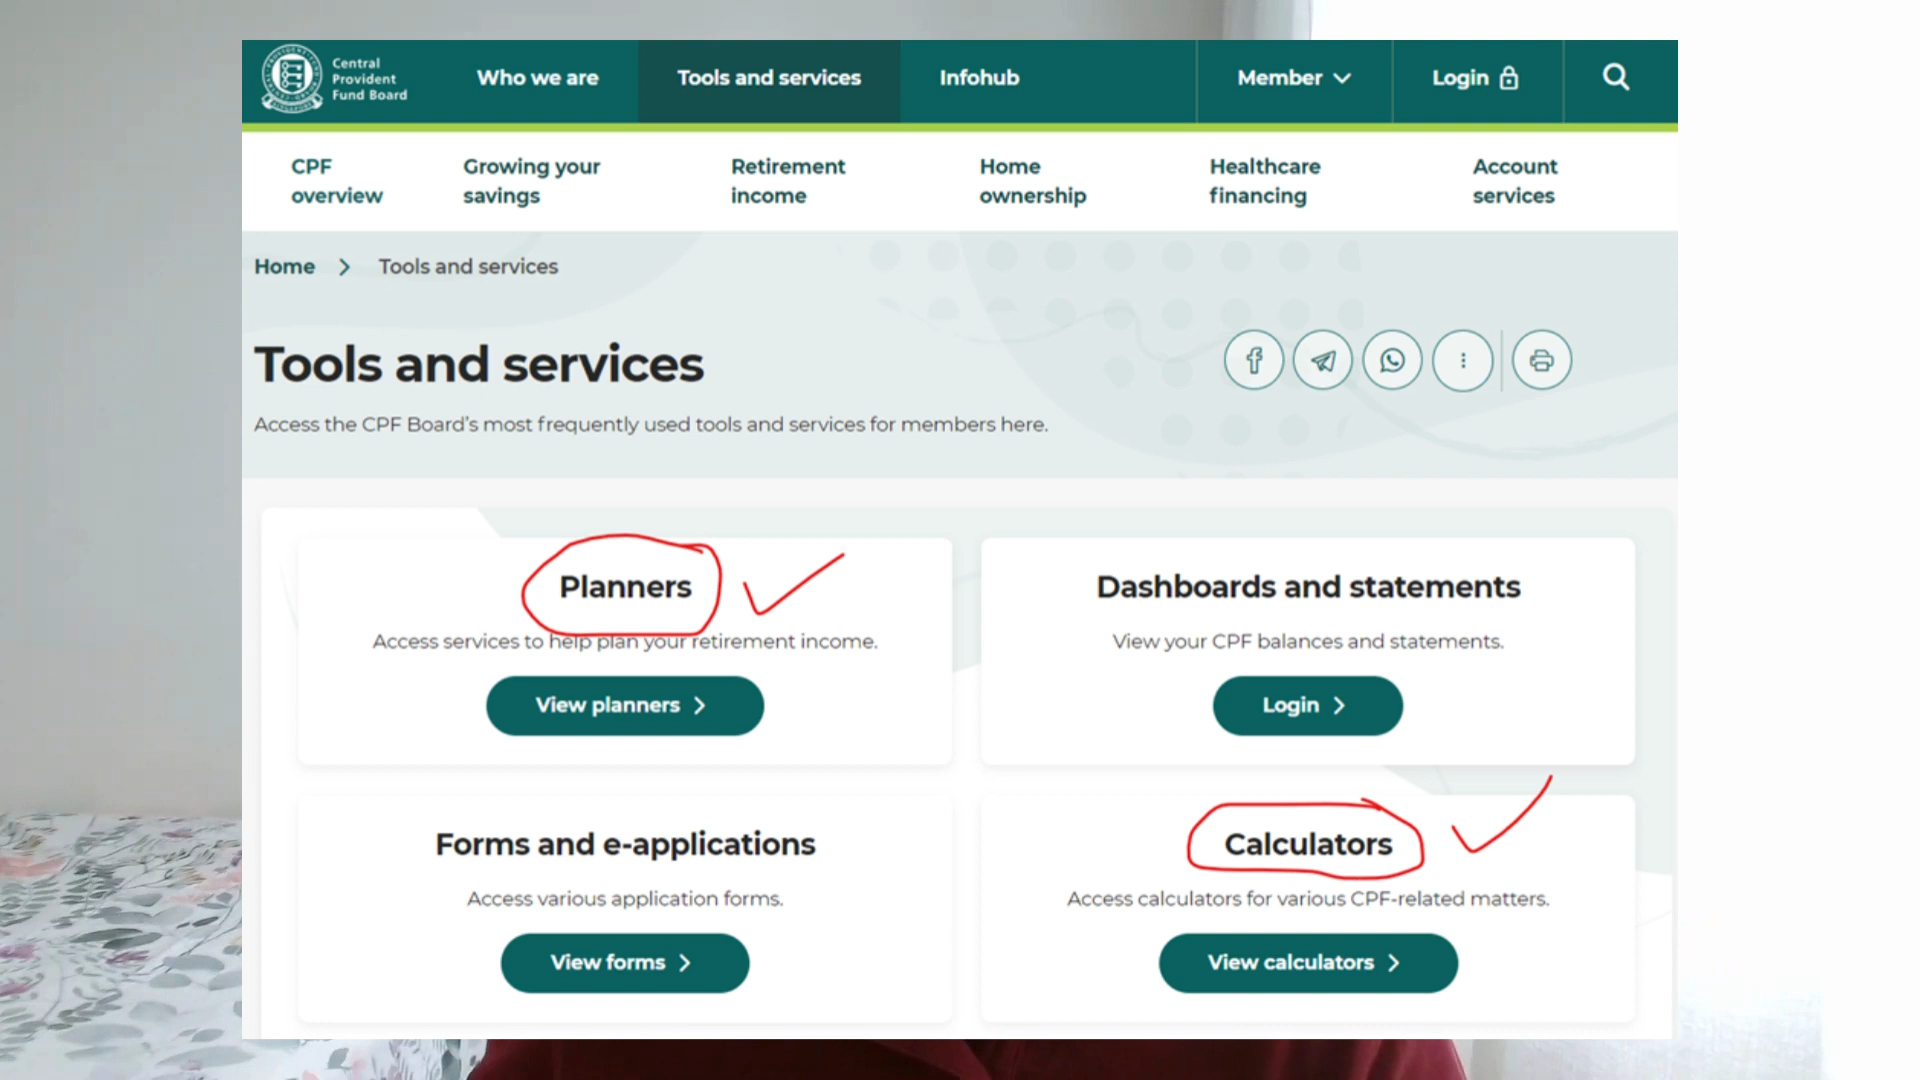 Central
Provident
Fund Board
Who we are
Tools and services
Infohub
Member
Login
CPF
overview
Growing your
savings
Retirement
income
Home
ownership
Healthcare
financing
Account
services
Home > Tools and services
Tools and services
Access the CPF Board's most frequently used tools and services for members here.
Planners
Access services to help plan your retirement income.
View planners >
Dashboards and statements
View your CPF balances and statements.
Login >
Forms and e-applications
Access various application forms.
View forms >
Calculators
Access calculators for various CPF-related matters.
View calculators >